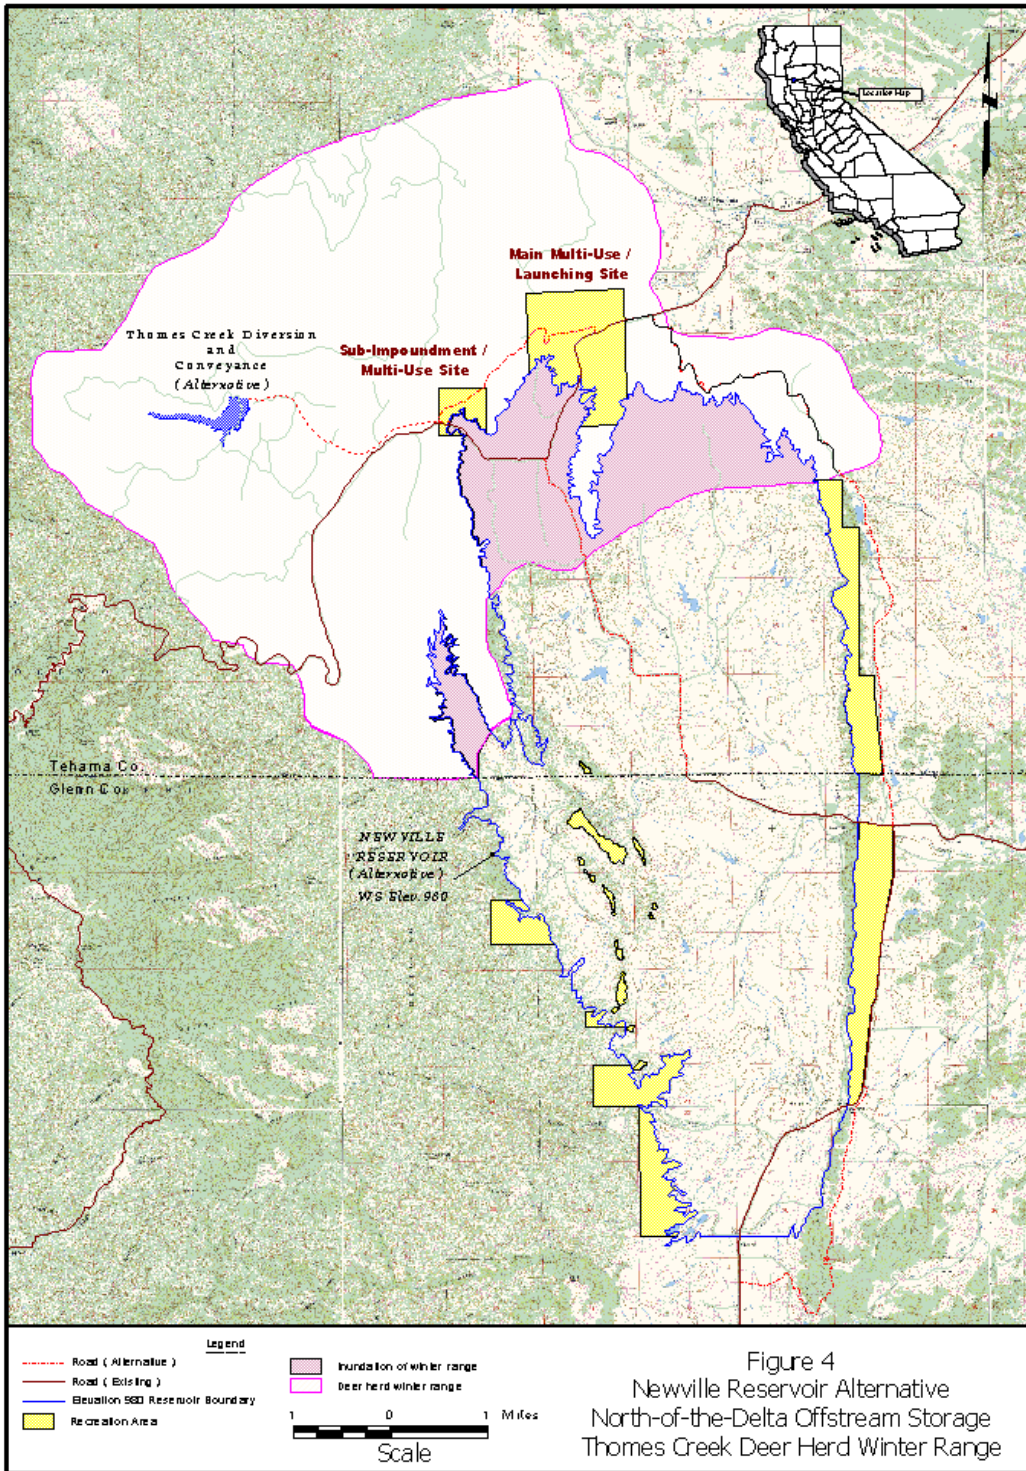 Location Map
Main Multi-Use /
Launching Site
Thomes Creek Diversion
and
Conveyance
(Alternative)
Sub-Impoundment /
Multi-Use Site
Tehama Co.
Glenn Co.
NEWVILLE
RESERVOIR
(Alternative)
WS Elev. 980
Legend
Road ( Alternative )
Road ( Existing )
Elevation 980 Reservoir Boundary
Recreation Area
Inundation of winter range
Deer herd winter range
1 0 1 Miles
Scale
Figure 4
Newville Reservoir Alternative
North-of-the-Delta Offstream Storage
Thomes Creek Deer Herd Winter Range